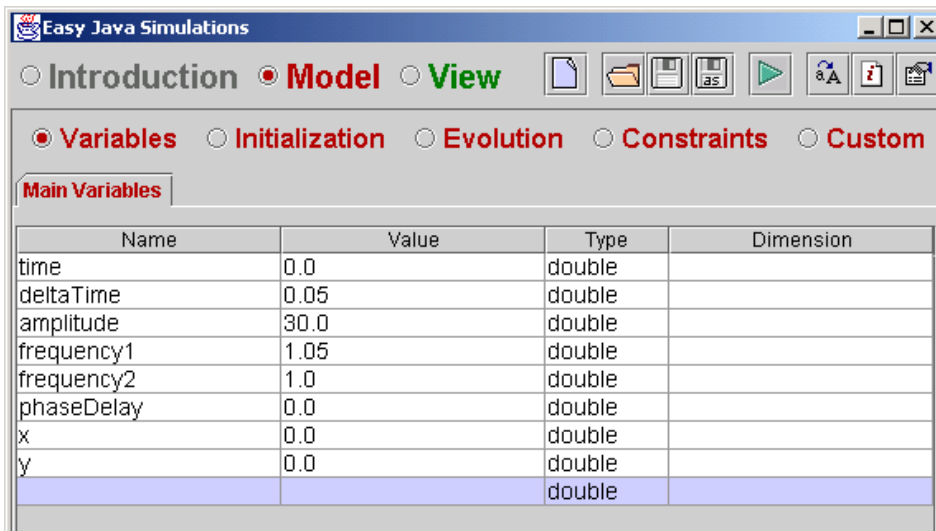 Easy Java Simulations
Introduction Model View as aA i
Variables Initialization Evolution Constraints Custom
Main Variables
Name Value Type Dimension
time 0.0 double
deltaTime 0.05 double
amplitude 30.0 double
frequency1 1.05 double
frequency2 1.0 double
phaseDelay 0.0 double
x 0.0 double
y 0.0 double
double